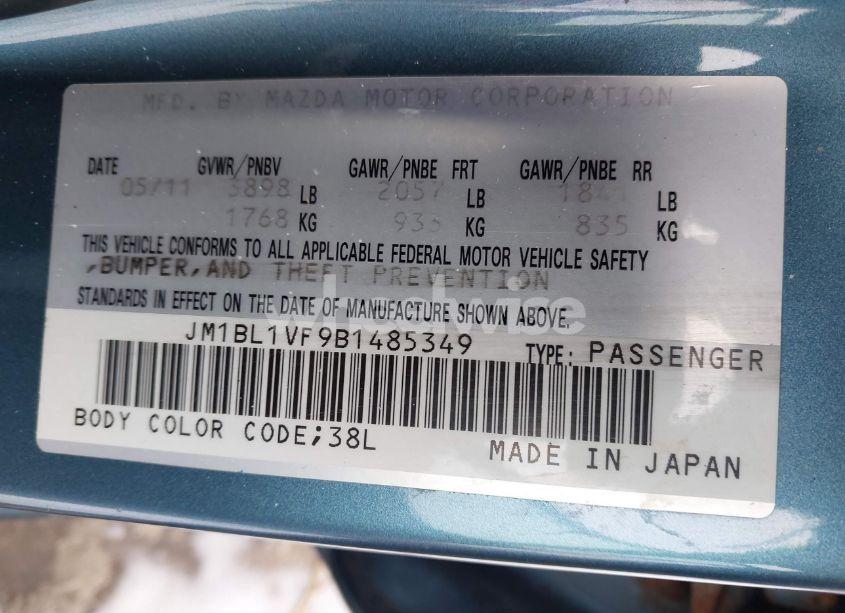 MFD. BY MAZDA MOTOR CORPORATION
DATE GVWR/PNBV GAWR/PNBE FRT GAWR/PNBE RR
05/11 3898 LB 2057 LB LB
1768 KG KG 835 KG
THIS VEHICLE CONFORMS TO ALL APPLICABLE FEDERAL MOTOR VEHICLE SAFETY
,BUMPER,AND THEFT PREVENTION
STANDARDS IN EFFECT ON THE DATE OF MANUFACTURE SHOWN ABOVE.
JM1BL1VF9B1485349 TYPE: PASSENGER
BODY COLOR CODE;38L
MADE IN JAPAN